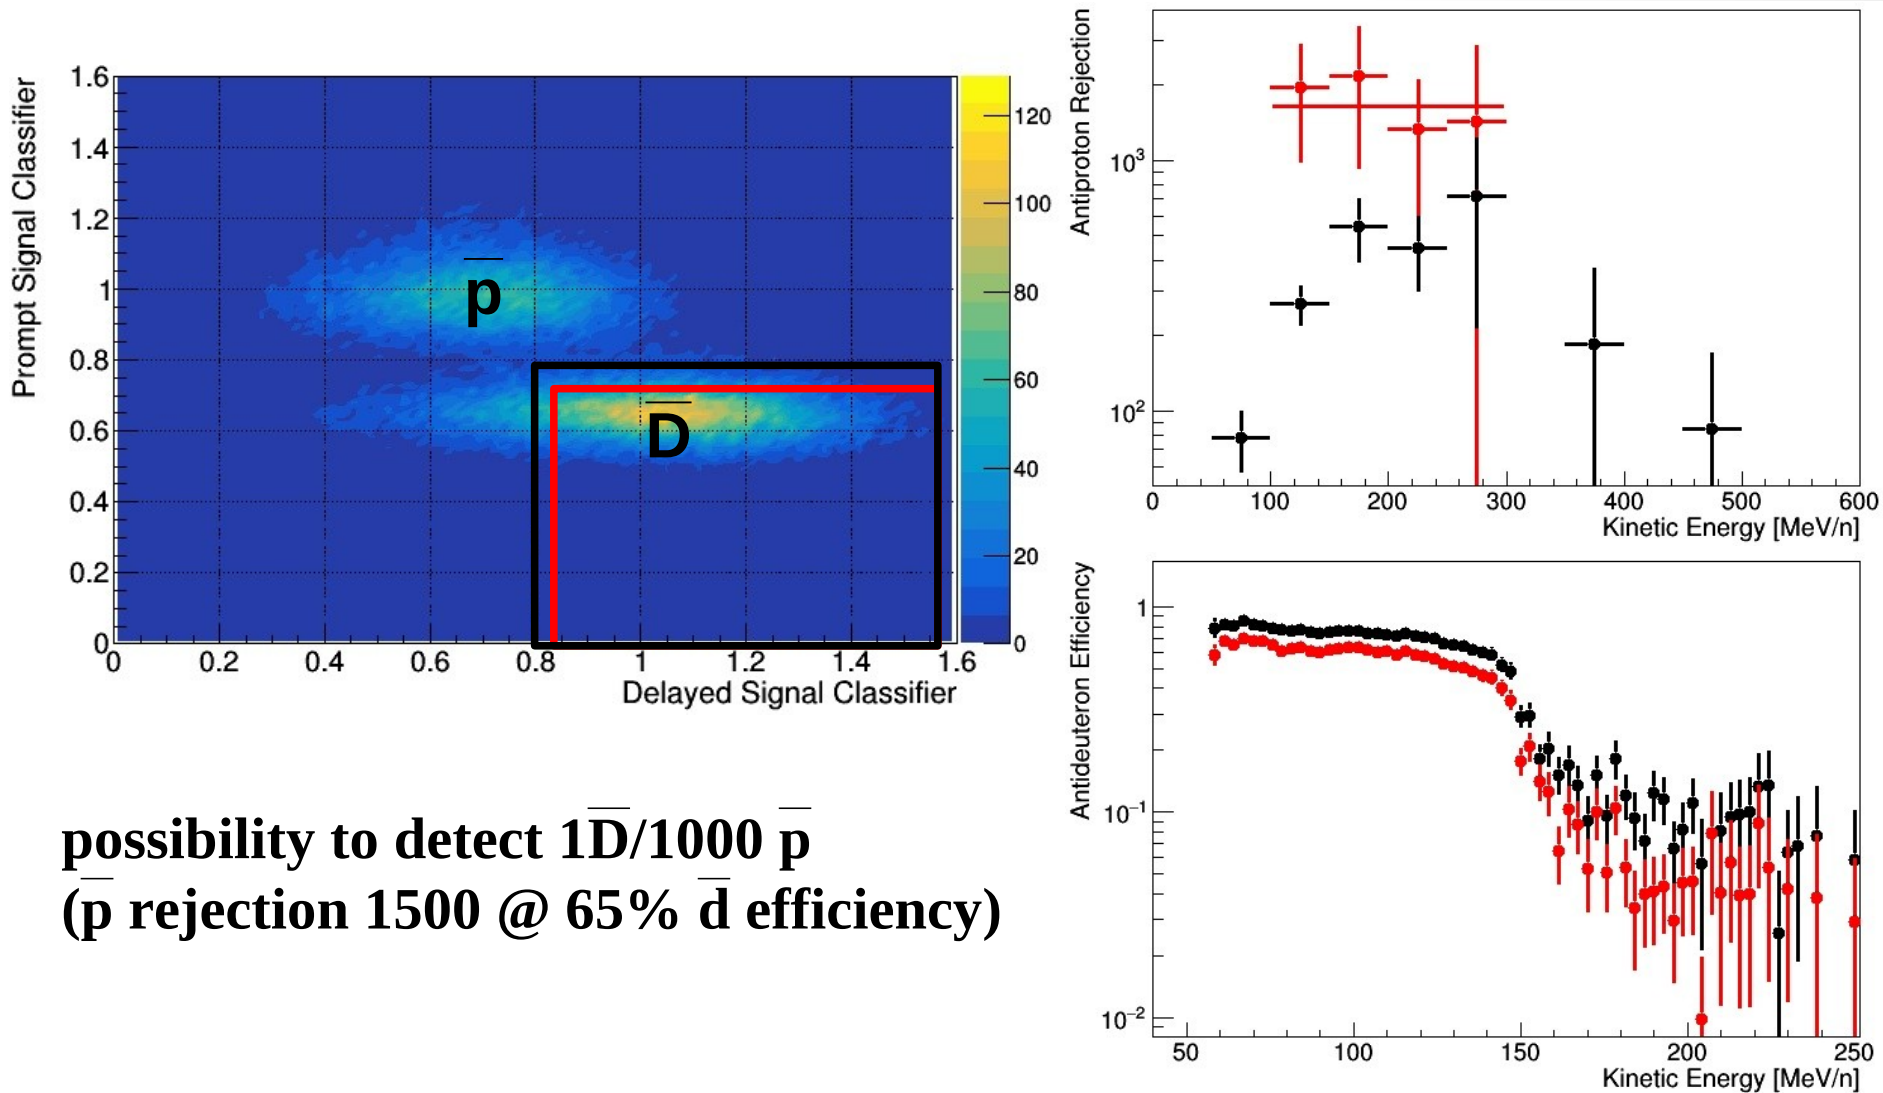 Prompt Signal Classifier
1.6
1.4
1.2
1
0.8
0.6
0.4
0.2
0
p̅
D̅
0 0.2 0.4 0.6 0.8 1 1.2 1.4 1.6
Delayed Signal Classifier
120
100
80
60
40
20
0
Antiproton Rejection
10³
10²
0 100 200 300 400 500 600
Kinetic Energy [MeV/n]
Antideuteron Efficiency
1
10⁻¹
10⁻²
50 100 150 200 250
Kinetic Energy [MeV/n]
possibility to detect 1D̅/1000 p̅
(p̅ rejection 1500 @ 65% d̅ efficiency)